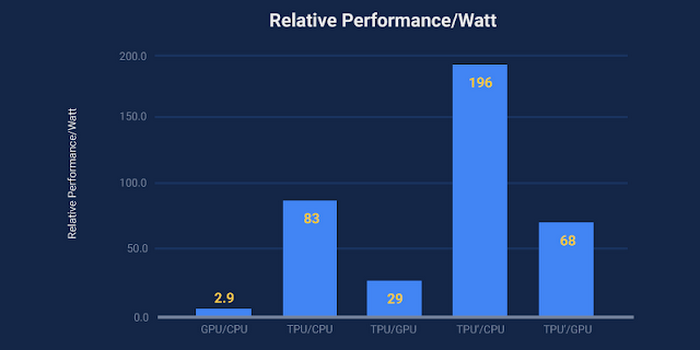 Relative Performance/Watt
Relative Performance/Watt
200.0
150.0
100.0
50.0
0.0
2.9
83
29
196
68
GPU/CPU
TPU/CPU
TPU/GPU
TPU'/CPU
TPU'/GPU